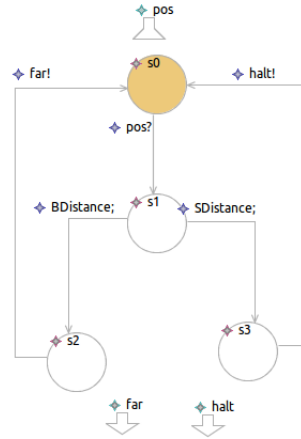 pos
s0
far!
halt!
pos?
s1
BDistance;
SDistance;
s2
s3
far
halt